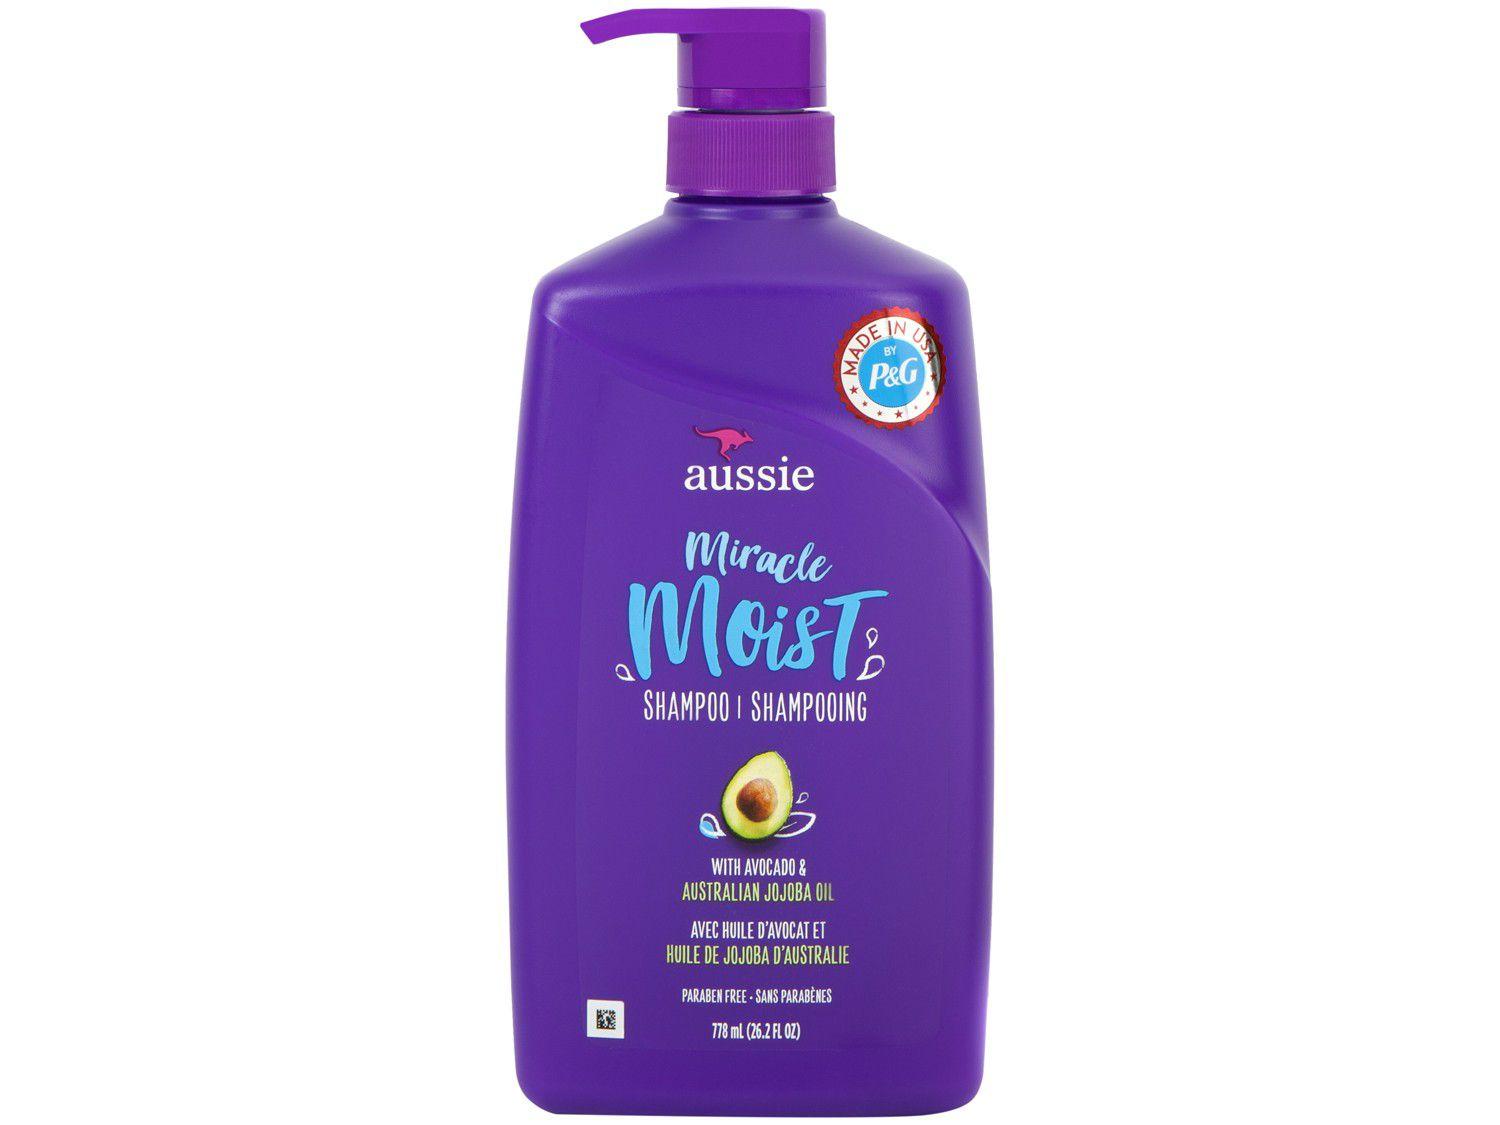 MADE IN USA
BY
P&G
aussie
Miracle
Moist
SHAMPOO | SHAMPOOING
WITH AVOCADO &
AUSTRALIAN JOJOBA OIL
AVEC HUILE D'AVOCAT ET
HUILE DE JOJOBA D'AUSTRALIE
PARABEN FREE • SANS PARABÈNES
778 mL (26.2 FL OZ)